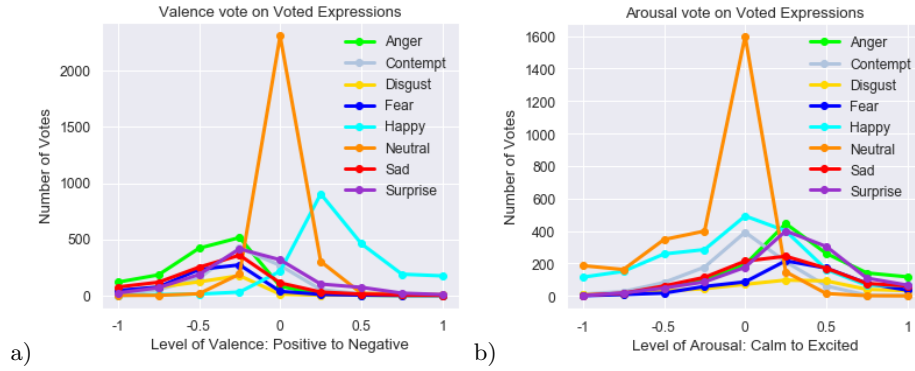 Valence vote on Voted Expressions
Number of Votes
2000
1500
1000
500
0
Anger
Contempt
Disgust
Fear
Happy
Neutral
Sad
Surprise
-1 -0.5 0 0.5 1
Level of Valence: Positive to Negative
a)
Arousal vote on Voted Expressions
Number of Votes
1600
1400
1200
1000
800
600
400
200
0
Anger
Contempt
Disgust
Fear
Happy
Neutral
Sad
Surprise
-1 -0.5 0 0.5 1
Level of Arousal: Calm to Excited
b)